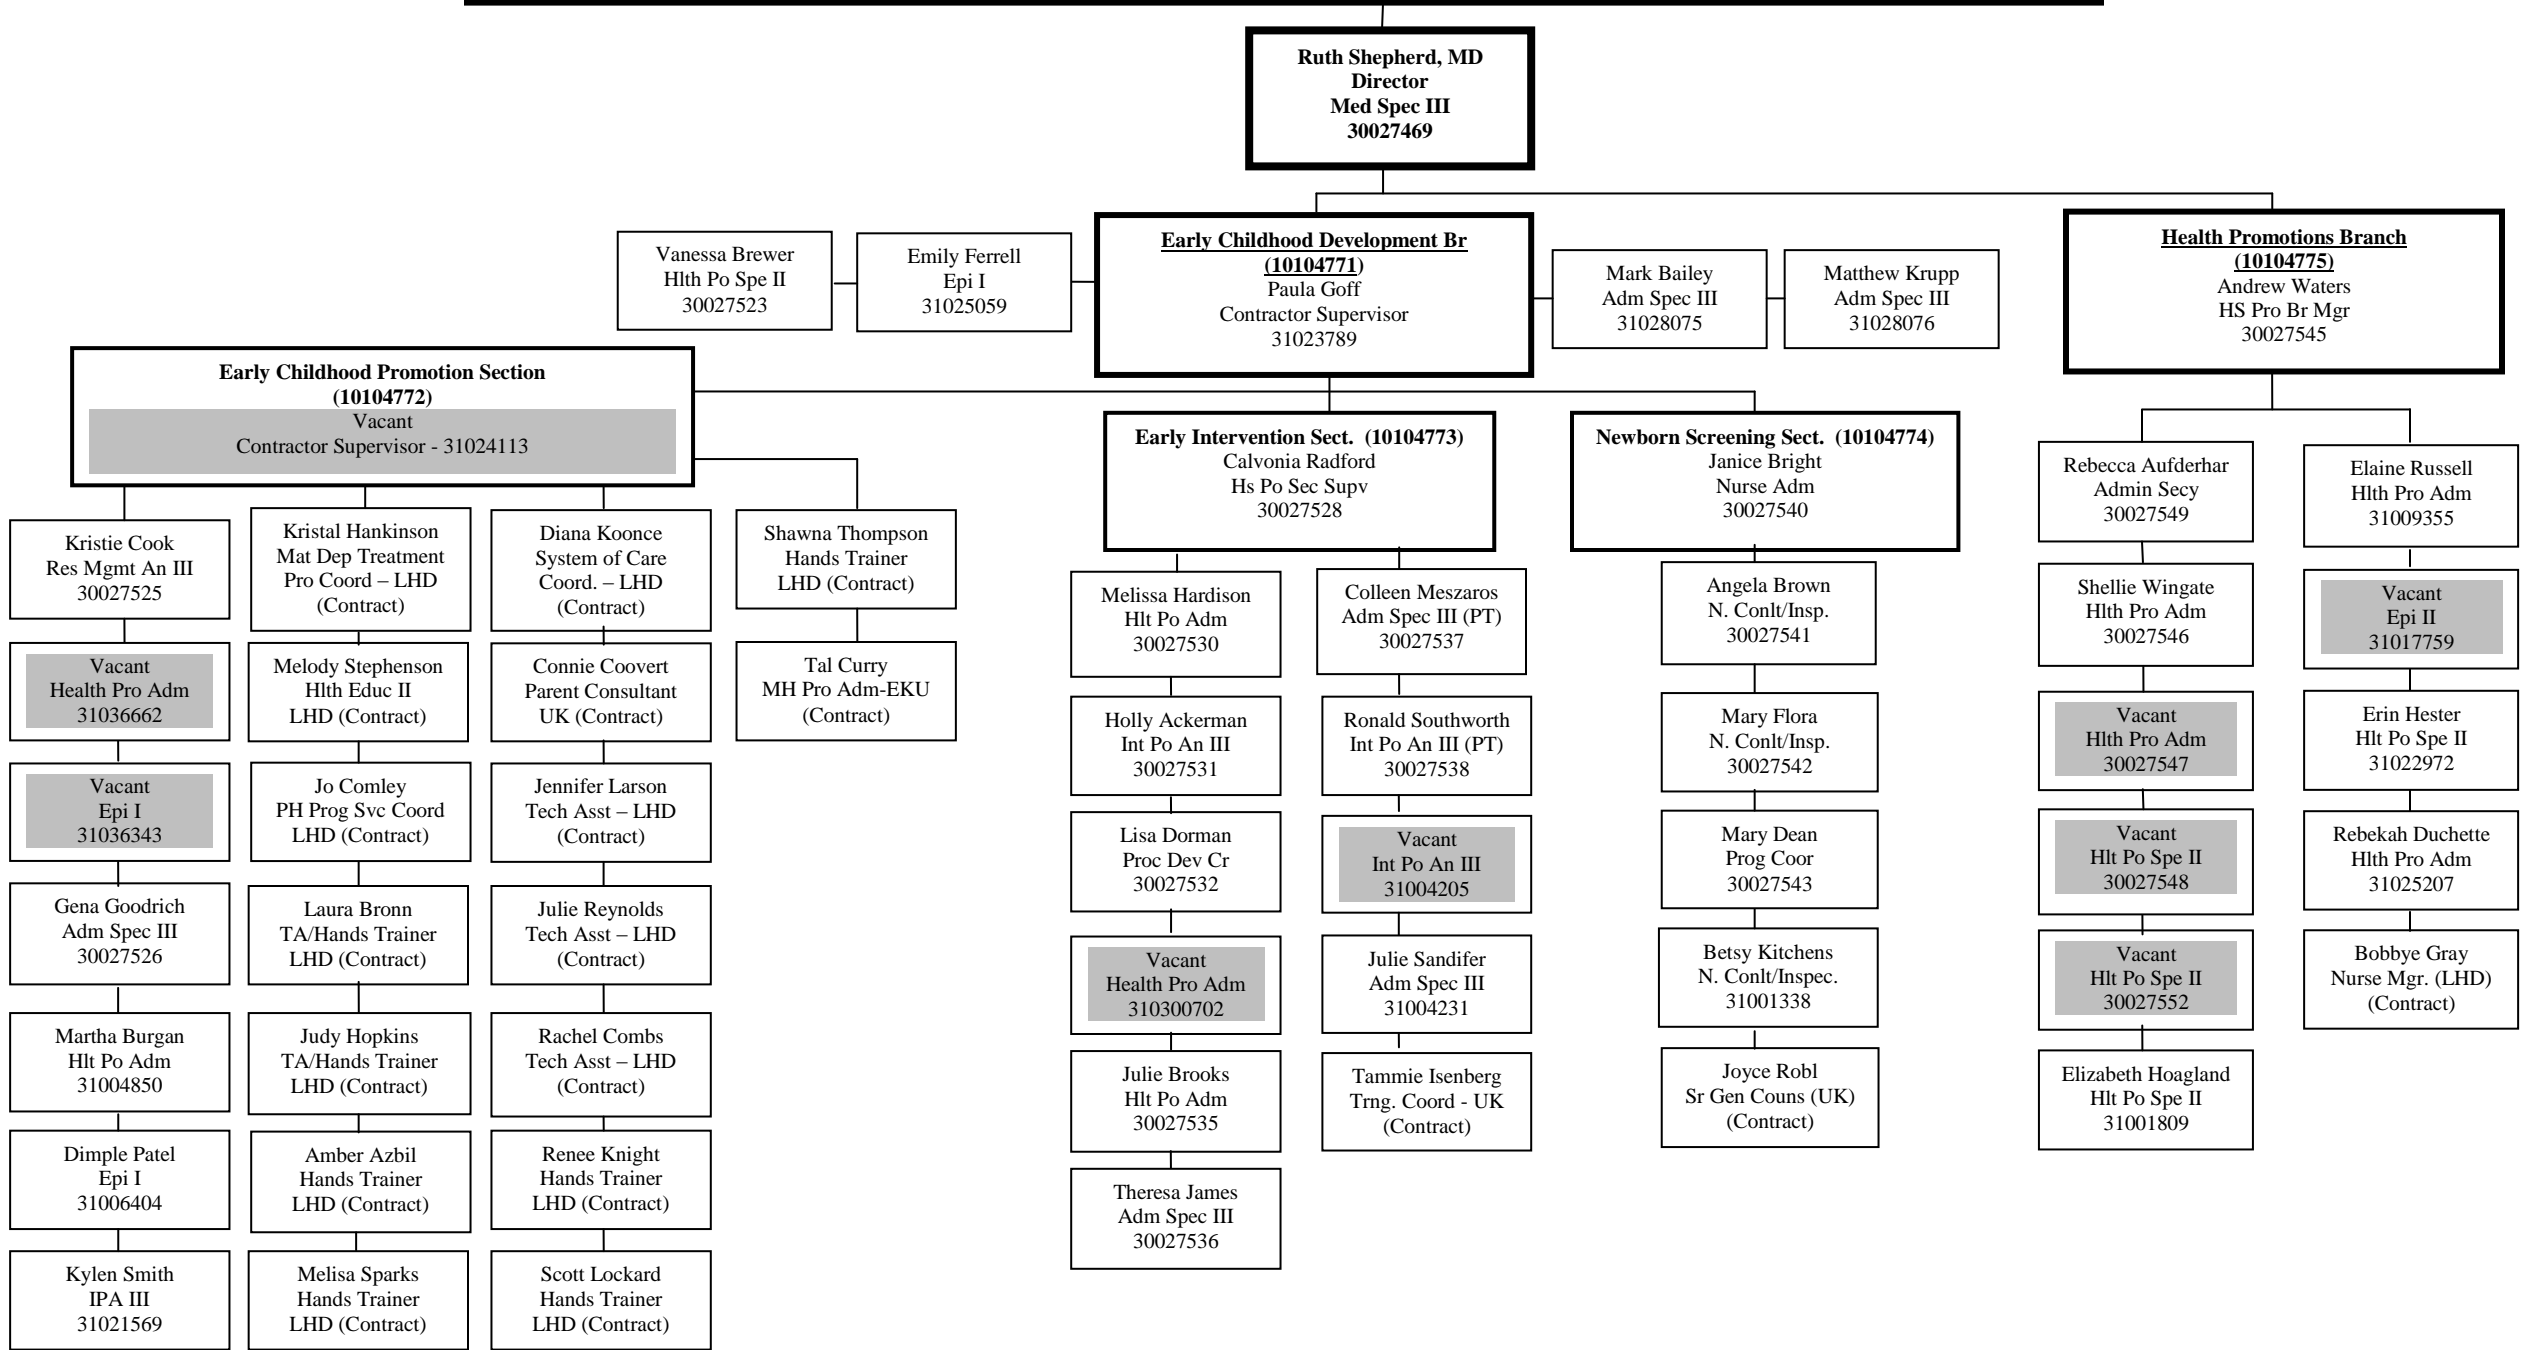 Ruth Shepherd, MD
Director
Med Spec III
30027469
Vanessa Brewer
Hlth Po Spe II
30027523
Emily Ferrell
Epi I
31025059
Early Childhood Development Br
(10104771)
Paula Goff
Contractor Supervisor
31023789
Mark Bailey
Adm Spec III
31028075
Matthew Krupp
Adm Spec III
31028076
Health Promotions Branch
(10104775)
Andrew Waters
HS Pro Br Mgr
30027545
Early Childhood Promotion Section
(10104772)
Vacant
Contractor Supervisor - 31024113
Early Intervention Sect. (10104773)
Calvonia Radford
Hs Po Sec Supv
30027528
Newborn Screening Sect. (10104774)
Janice Bright
Nurse Adm
30027540
Kristie Cook
Res Mgmt An III
30027525
Vacant
Health Pro Adm
31036662
Vacant
Epi I
31036343
Gena Goodrich
Adm Spec III
30027526
Martha Burgan
Hlt Po Adm
31004850
Dimple Patel
Epi I
31006404
Kylen Smith
IPA III
31021569
Kristal Hankinson
Mat Dep Treatment
Pro Coord – LHD
(Contract)
Melody Stephenson
Hlth Educ II
LHD (Contract)
Jo Comley
PH Prog Svc Coord
LHD (Contract)
Laura Bronn
TA/Hands Trainer
LHD (Contract)
Judy Hopkins
TA/Hands Trainer
LHD (Contract)
Amber Azbil
Hands Trainer
LHD (Contract)
Melisa Sparks
Hands Trainer
LHD (Contract)
Diana Koonce
System of Care
Coord. – LHD
(Contract)
Connie Coovert
Parent Consultant
UK (Contract)
Jennifer Larson
Tech Asst – LHD
(Contract)
Julie Reynolds
Tech Asst – LHD
(Contract)
Rachel Combs
Tech Asst – LHD
(Contract)
Renee Knight
Hands Trainer
LHD (Contract)
Scott Lockard
Hands Trainer
LHD (Contract)
Shawna Thompson
Hands Trainer
LHD (Contract)
Tal Curry
MH Pro Adm-EKU
(Contract)
Melissa Hardison
Hlt Po Adm
30027530
Holly Ackerman
Int Po An III
30027531
Lisa Dorman
Proc Dev Cr
30027532
Vacant
Health Pro Adm
310300702
Julie Brooks
Hlt Po Adm
30027535
Theresa James
Adm Spec III
30027536
Colleen Meszaros
Adm Spec III (PT)
30027537
Ronald Southworth
Int Po An III (PT)
30027538
Vacant
Int Po An III
31004205
Julie Sandifer
Adm Spec III
31004231
Tammie Isenberg
Trng. Coord - UK
(Contract)
Angela Brown
N. Conlt/Insp.
30027541
Mary Flora
N. Conlt/Insp.
30027542
Mary Dean
Prog Coor
30027543
Betsy Kitchens
N. Conlt/Inspec.
31001338
Joyce Robl
Sr Gen Couns (UK)
(Contract)
Rebecca Aufderhar
Admin Secy
30027549
Shellie Wingate
Hlth Pro Adm
30027546
Vacant
Hlth Pro Adm
30027547
Vacant
Hlt Po Spe II
30027548
Vacant
Hlt Po Spe II
30027552
Elizabeth Hoagland
Hlt Po Spe II
31001809
Elaine Russell
Hlth Pro Adm
31009355
Vacant
Epi II
31017759
Erin Hester
Hlt Po Spe II
31022972
Rebekah Duchette
Hlth Pro Adm
31025207
Bobbye Gray
Nurse Mgr. (LHD)
(Contract)